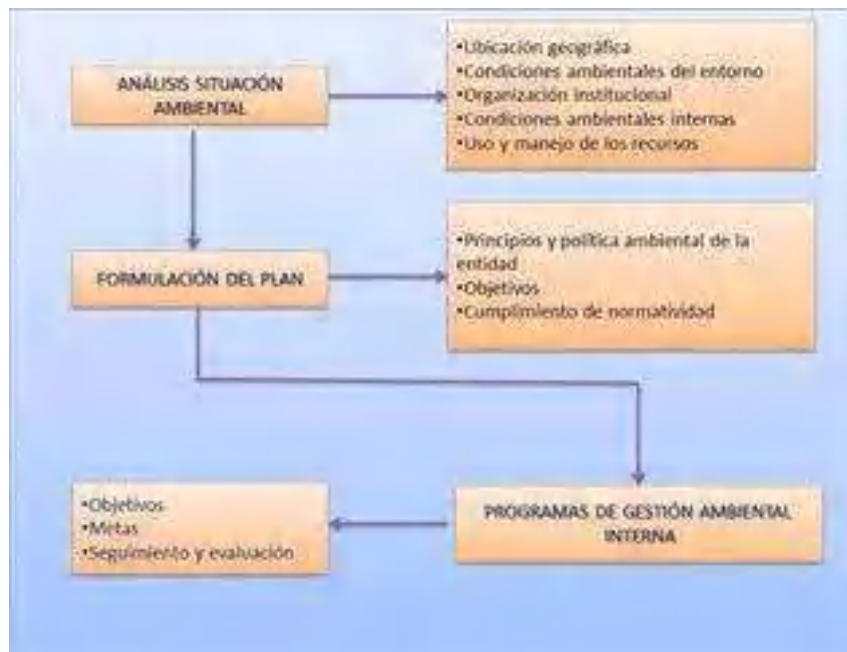 ANÁLISIS SITUACIÓN
AMBIENTAL
•Ubicación geográfica
•Condiciones ambientales del entorno
•Organización institucional
•Condiciones ambientales internas
•Uso y manejo de los recursos
FORMULACIÓN DEL PLAN
•Principios y política ambiental de la
entidad
•Objetivos
•Cumplimiento de normatividad
•Objetivos
•Metas
•Seguimiento y evaluación
PROGRAMAS DE GESTIÓN AMBIENTAL
INTERNA